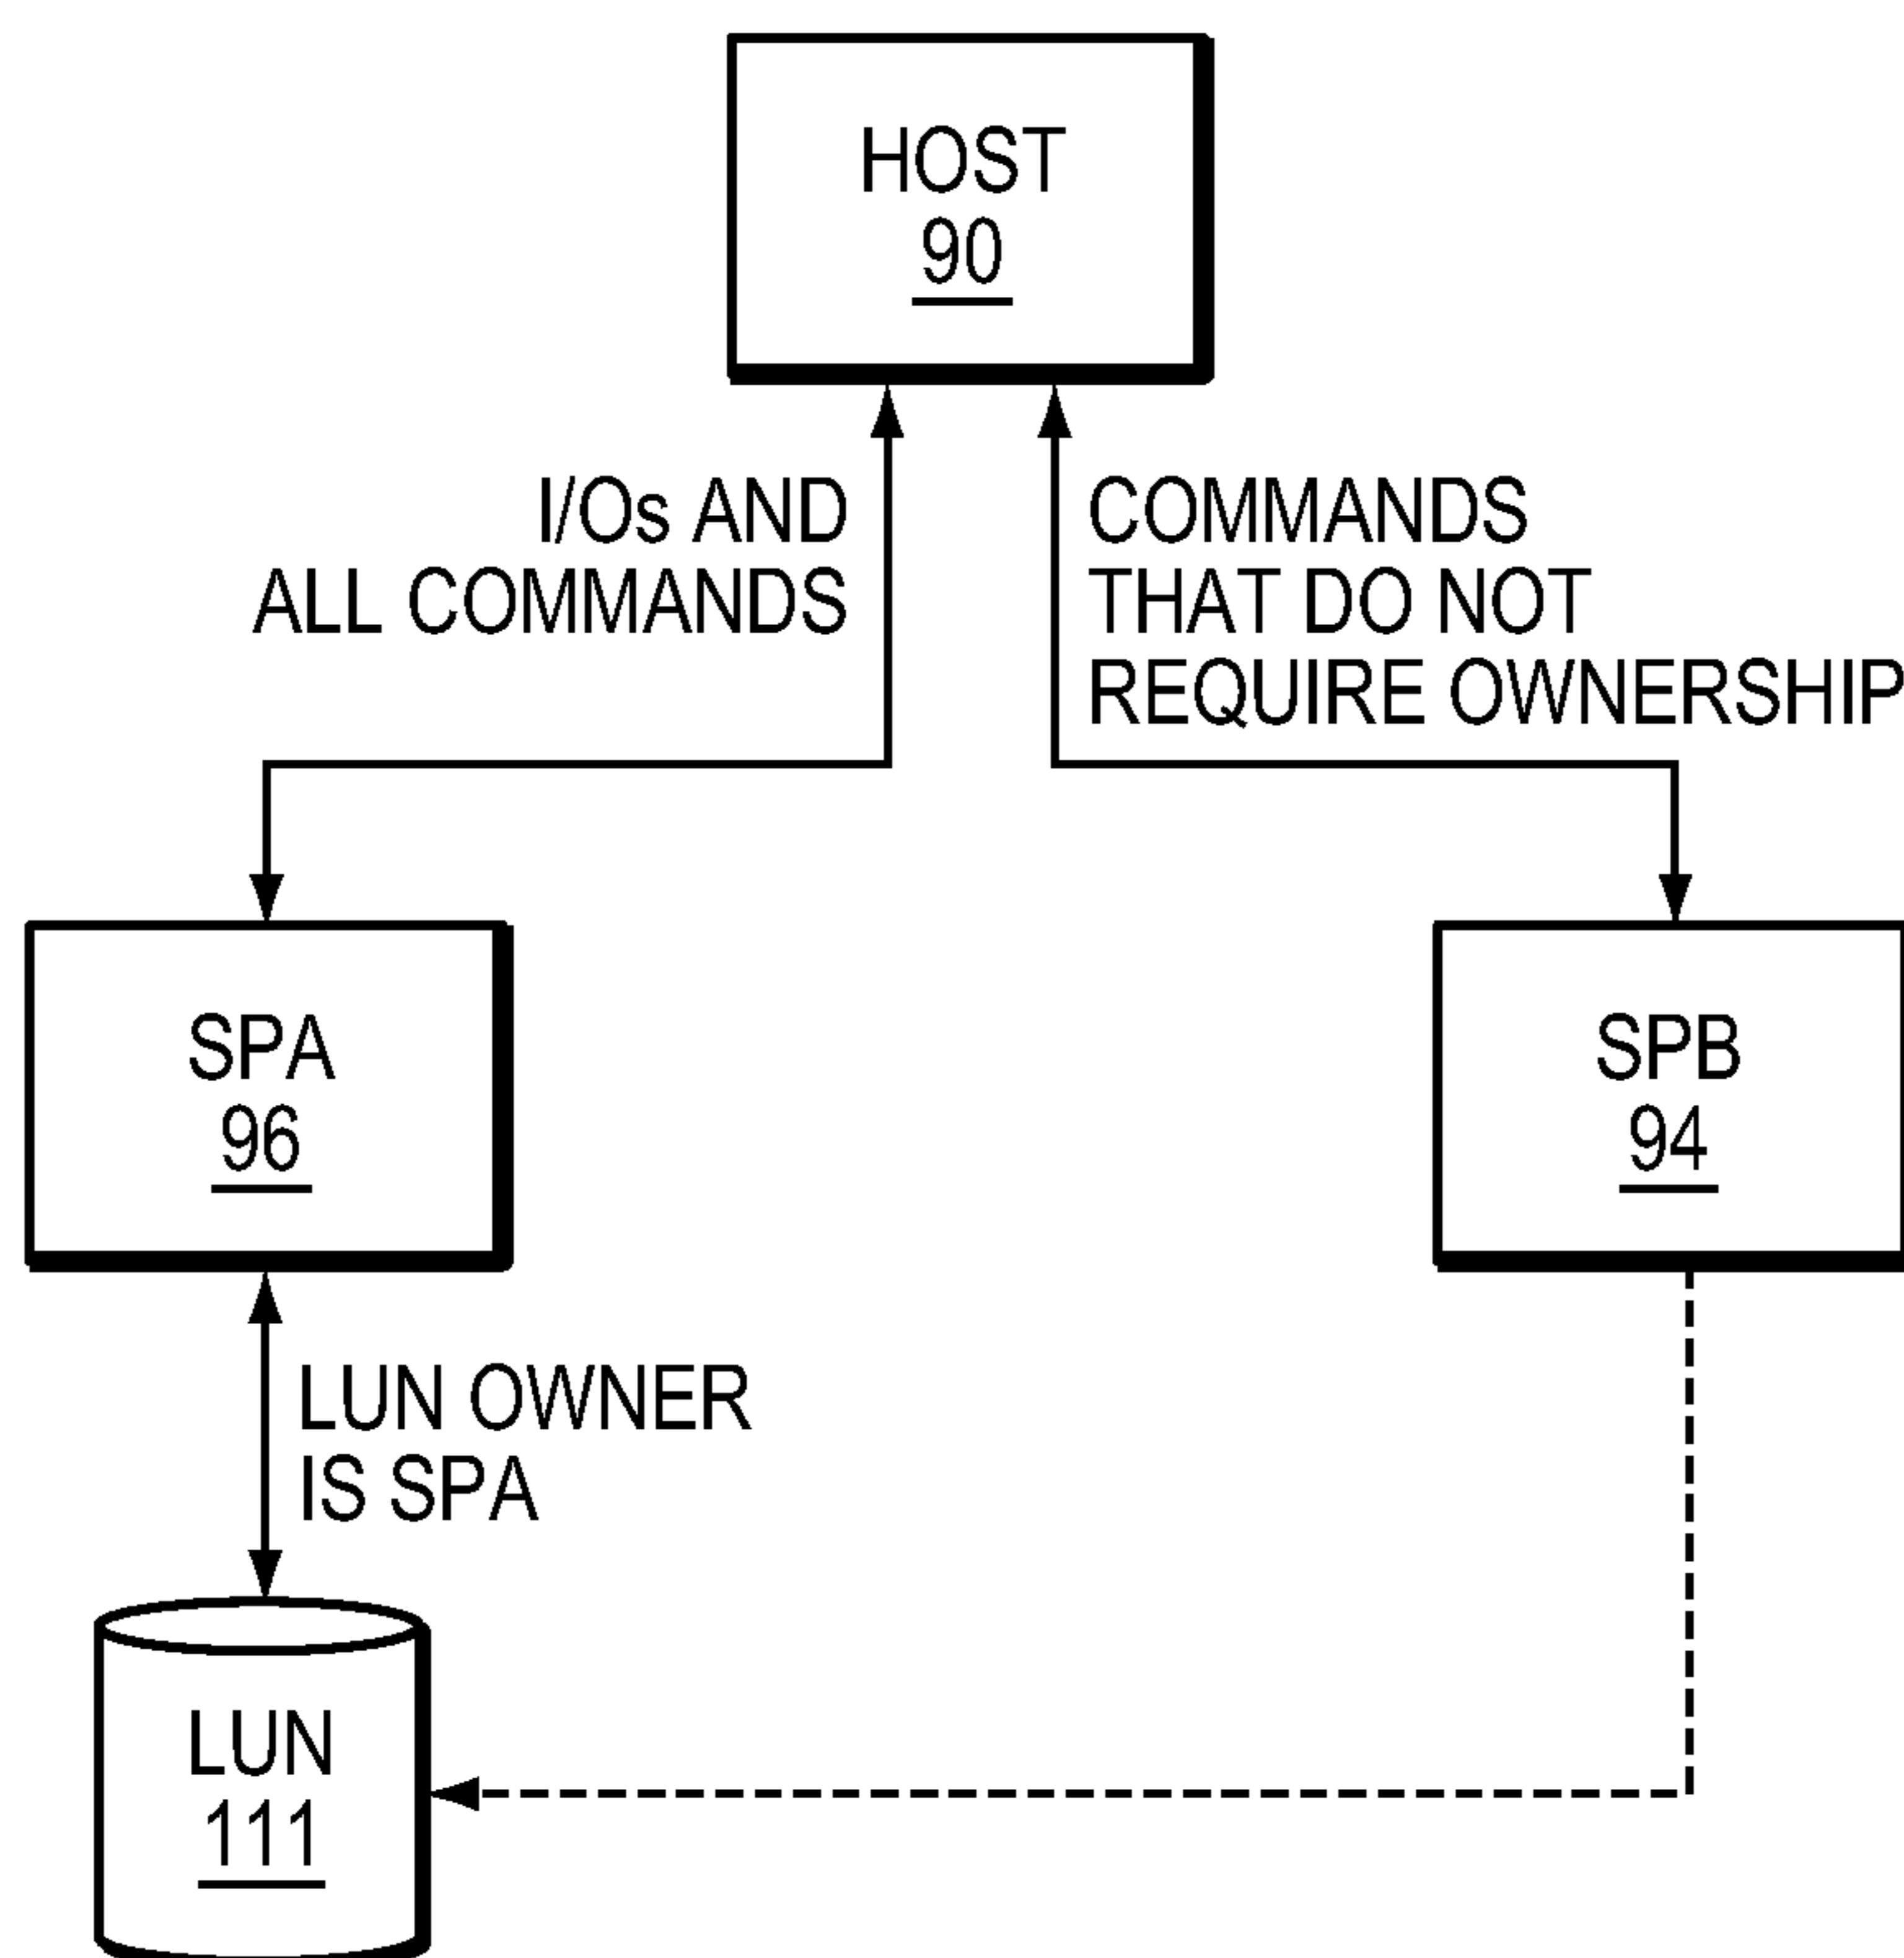 HOST
90
I/Os AND
ALL COMMANDS
COMMANDS
THAT DO NOT
REQUIRE OWNERSHIP
SPA
96
SPB
94
LUN OWNER
IS SPA
LUN
111